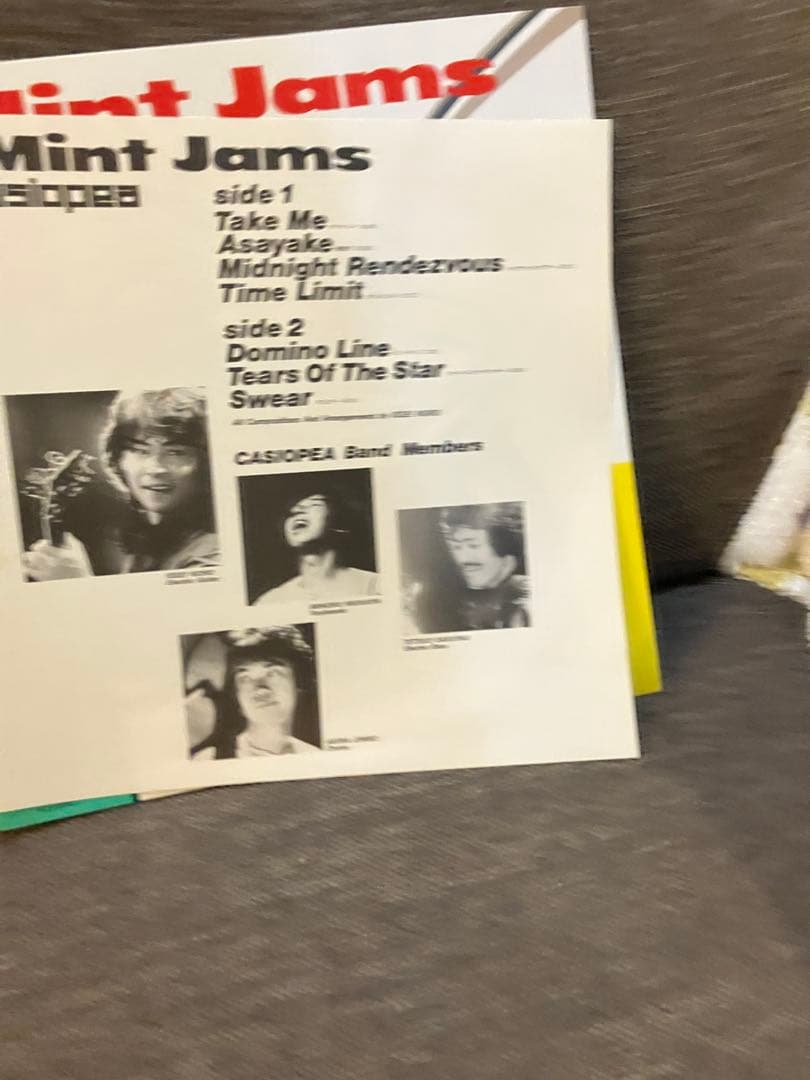 Mint Jams
Mint Jams
side 1
Take Me
Asayake
Midnight Rendezvous
Time Limit
side 2
Domino Line
Tears Of The Star
Swear
CASIOPEA Band Members